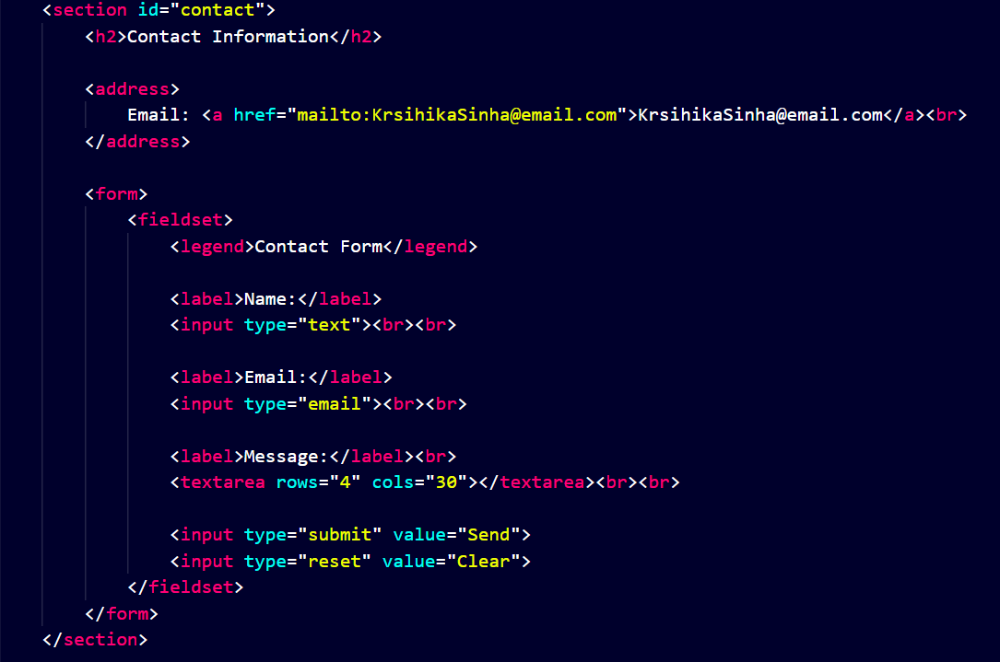 <section id="contact">
<h2>Contact Information</h2>
<address>
Email: <a href="mailto:KrsihikaSinha@email.com">KrsihikaSinha@email.com</a><br>
</address>
<form>
<fieldset>
<legend>Contact Form</legend>
<label>Name:</label>
<input type="text"><br><br>
<label>Email:</label>
<input type="email"><br><br>
<label>Message:</label><br>
<textarea rows="4" cols="30"></textarea><br><br>
<input type="submit" value="Send">
<input type="reset" value="Clear">
</fieldset>
</form>
</section>